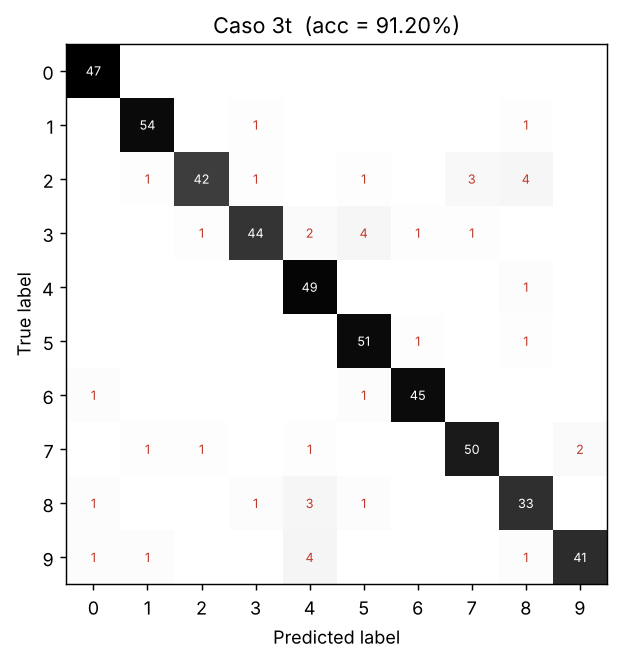 Caso 3t (acc = 91.20%)
0 47
1 54 1 1
2 1 42 1 1 3 4
3 1 44 2 4 1 1
4 49 1
5 51 1 1
6 1 1 45
7 1 1 1 50 2
8 1 1 3 1 33
9 1 1 4 1 41
True label
0 1 2 3 4 5 6 7 8 9
Predicted label